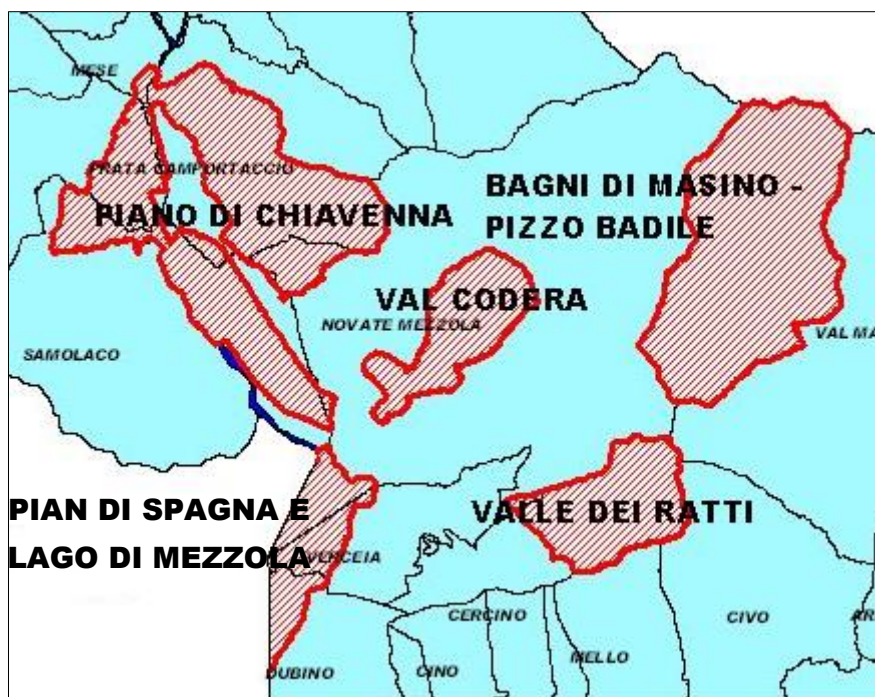 MESE
PRATA CAMPORTACCIO
BAGNI DI MASINO -
PIZZO BADILE
PIANO DI CHIAVENNA
VAL CODERA
NOVATE MEZZOLA
VAL MA
SAMOLACO
PIAN DI SPAGNA E
LAGO DI MEZZOLA
VALLE DEI RATTI
VERCEIA
CERCINO
CIVO
AR
MELLO
DUBINO
CINO